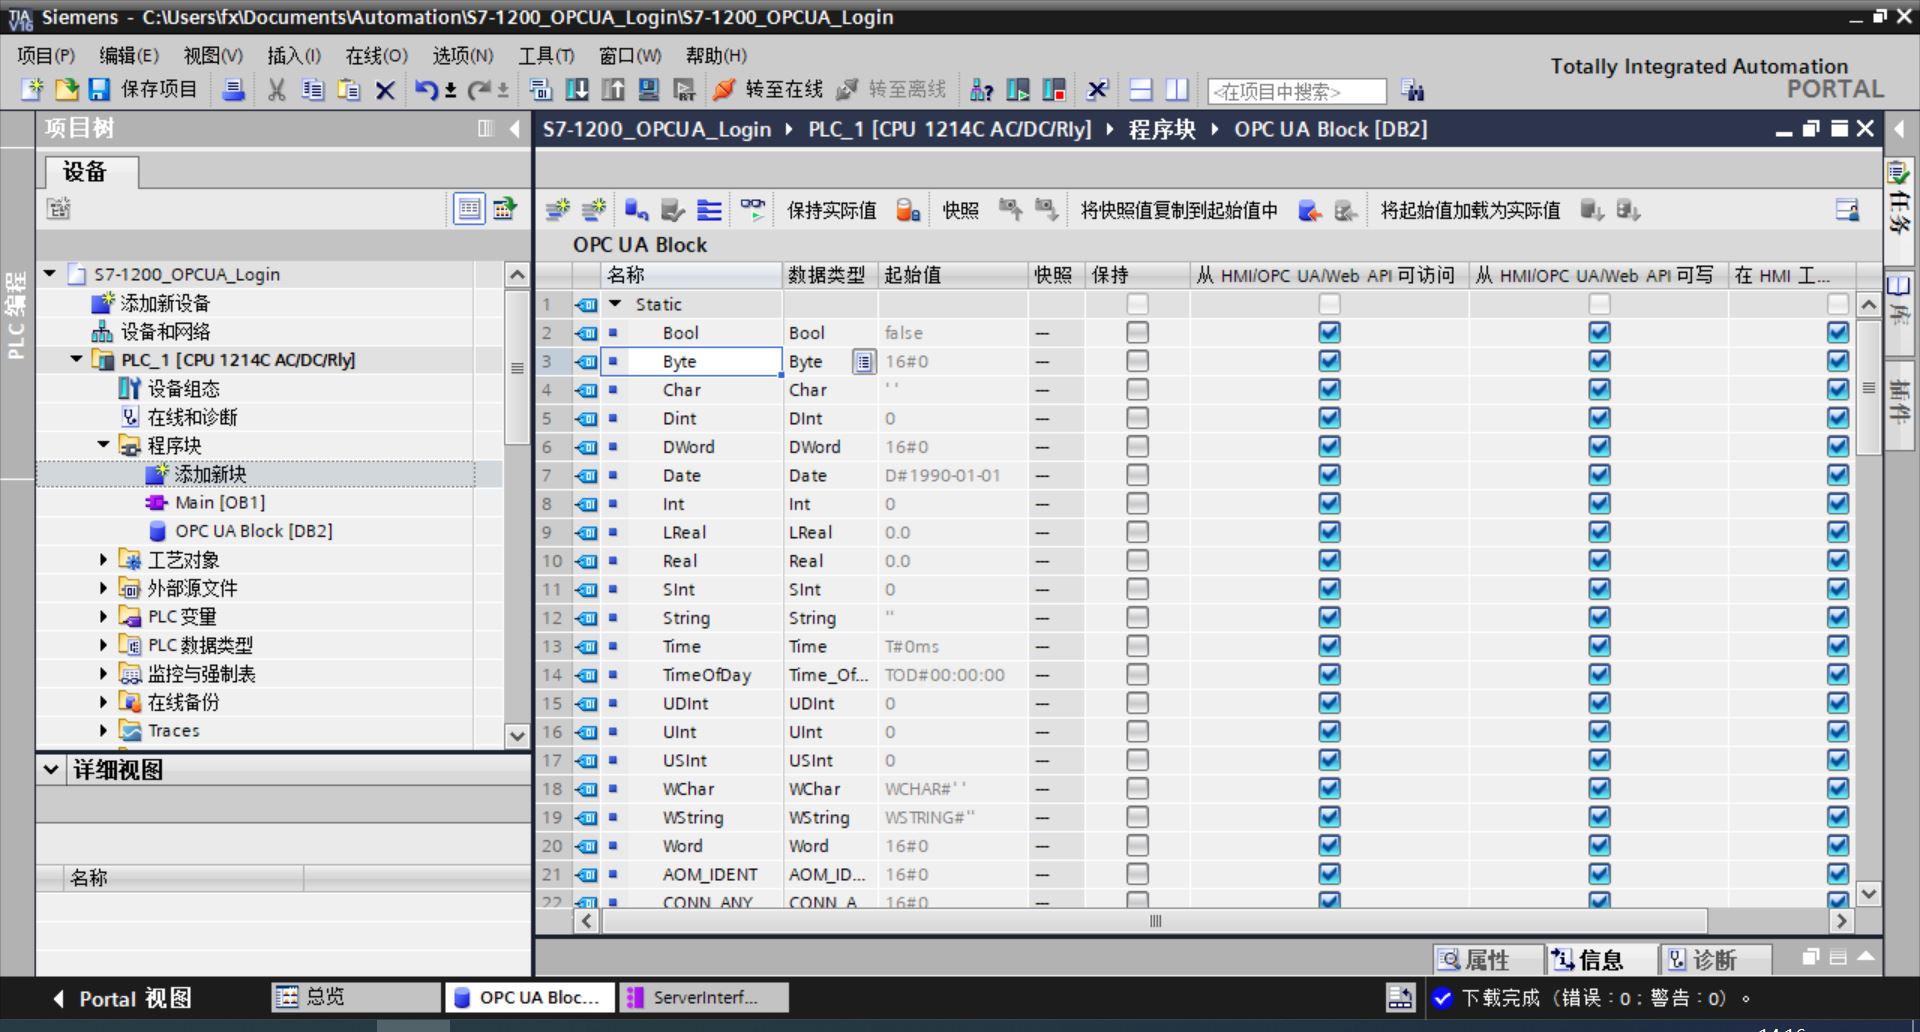 TIA V16 Siemens - C:\Users\fx\Documents\Automation\S7-1200_OPCUA_Login\S7-1200_OPCUA_Login
项目(P) 编辑(E) 视图(V) 插入(I) 在线(O) 选项(N) 工具(T) 窗口(W) 帮助(H)
Totally Integrated Automation
PORTAL
保存项目 转至在线 转至离线 <在项目中搜索>
项目树
S7-1200_OPCUA_Login PLC_1 [CPU 1214C AC/DC/Rly] 程序块 OPC UA Block [DB2]
设备
PLC 编程
S7-1200_OPCUA_Login
添加新设备
设备和网络
PLC_1 [CPU 1214C AC/DC/Rly]
设备组态
在线和诊断
程序块
添加新块
Main [OB1]
OPC UA Block [DB2]
工艺对象
外部源文件
PLC 变量
PLC 数据类型
监控与强制表
在线备份
Traces
详细视图
名称
保持实际值 快照 将快照值复制到起始值中 将起始值加载为实际值
OPC UA Block
名称 数据类型 起始值 快照 保持 从 HMI/OPC UA/Web API 可访问 从 HMI/OPC UA/Web API 可写 在 HMI 工...
1 Static
2 Bool Bool false ---
3 Byte Byte 16#0 ---
4 Char Char ' ' ---
5 Dint DInt 0 ---
6 DWord DWord 16#0 ---
7 Date Date D#1990-01-01 ---
8 Int Int 0 ---
9 LReal LReal 0.0 ---
10 Real Real 0.0 ---
11 SInt SInt 0 ---
12 String String '' ---
13 Time Time T#0ms ---
14 TimeOfDay Time_Of... TOD#00:00:00 ---
15 UDInt UDInt 0 ---
16 UInt UInt 0 ---
17 USInt USInt 0 ---
18 WChar WChar WCHAR#' ' ---
19 WString WString WSTRING#'' ---
20 Word Word 16#0 ---
21 AOM_IDENT AOM_ID... 16#0 ---
22 CONN_ANY CONN_A 16#0 ---
任务
库
插件
属性 信息 诊断
Portal 视图 总览 OPC UA Bloc... ServerInterf... 下载完成（错误：0；警告：0）。